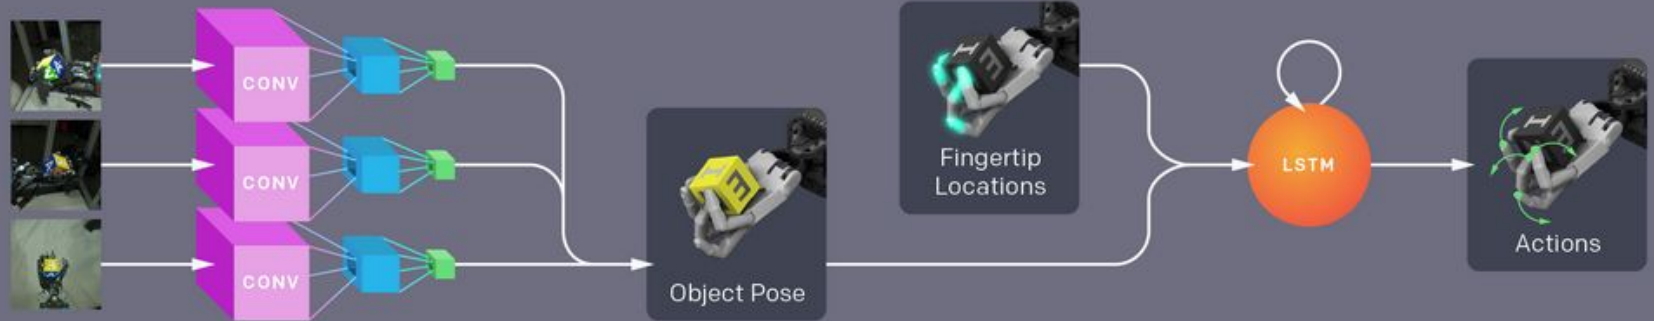 CONV
CONV
CONV
Object Pose
Fingertip
Locations
LSTM
Actions